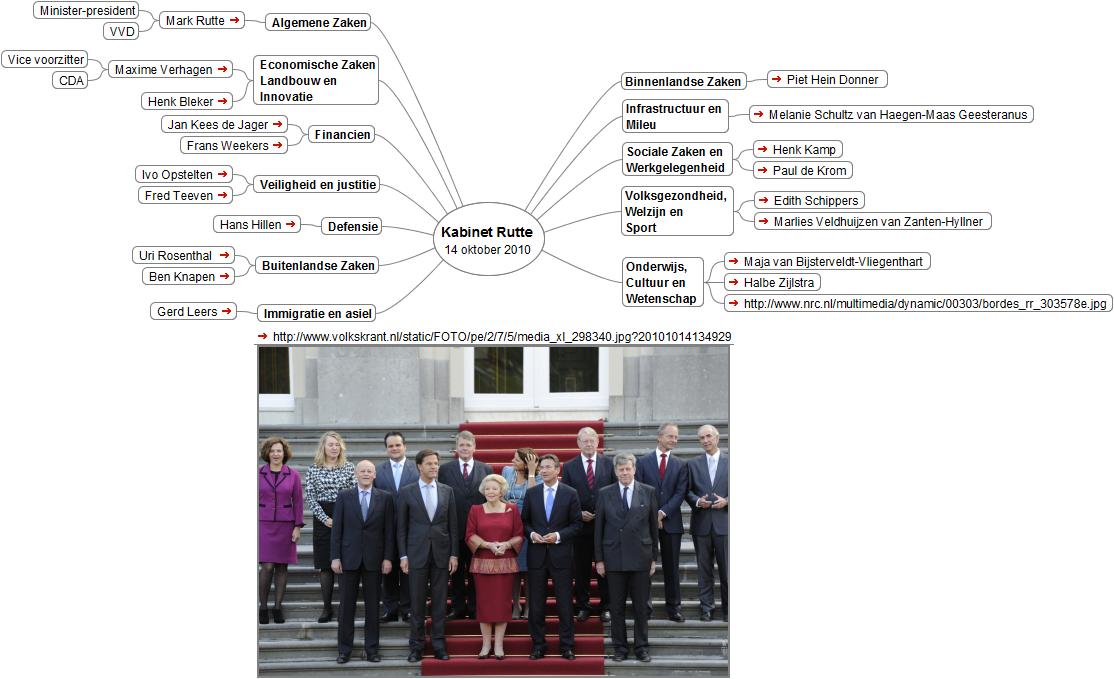 Minister-president
VVD
Mark Rutte
Algemene Zaken
Vice voorzitter
CDA
Maxime Verhagen
Henk Bleker
Economische Zaken
Landbouw en
Innovatie
Jan Kees de Jager
Frans Weekers
Financien
Ivo Opstelten
Fred Teeven
Veiligheid en justitie
Hans Hillen
Defensie
Uri Rosenthal
Ben Knapen
Buitenlandse Zaken
Gerd Leers
Immigratie en asiel
Kabinet Rutte
14 oktober 2010
Binnenlandse Zaken
Piet Hein Donner
Infrastructuur en
Mileu
Melanie Schultz van Haegen-Maas Geesteranus
Sociale Zaken en
Werkgelegenheid
Henk Kamp
Paul de Krom
Volksgezondheid,
Welzijn en
Sport
Edith Schippers
Marlies Veldhuijzen van Zanten-Hyllner
Onderwijs,
Cultuur en
Wetenschap
Maja van Bijsterveldt-Vliegenthart
Halbe Zijlstra
http://www.nrc.nl/multimedia/dynamic/00303/bordes_rr_303578e.jpg
http://www.volkskrant.nl/static/FOTO/pe/2/7/5/media_xl_298340.jpg?20101014134929